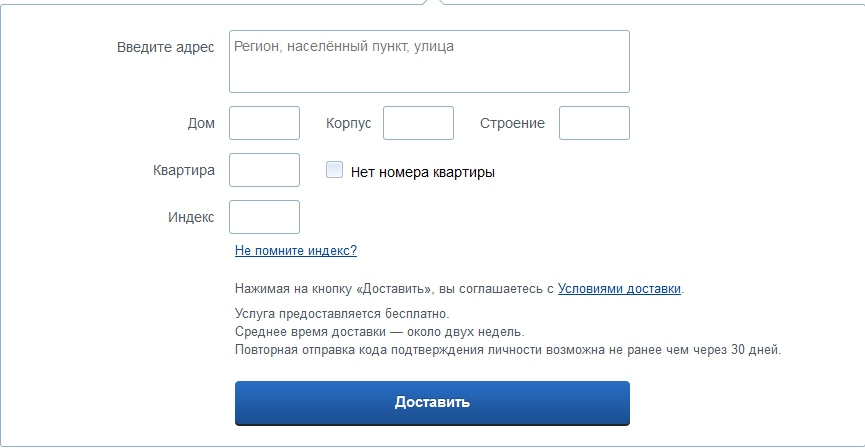 Введите адрес Регион, населённый пункт, улица
Дом Корпус Строение
Квартира Нет номера квартиры
Индекс
Не помните индекс?
Нажимая на кнопку «Доставить», вы соглашаетесь с Условиями доставки.
Услуга предоставляется бесплатно.
Среднее время доставки — около двух недель.
Повторная отправка кода подтверждения личности возможна не ранее чем через 30 дней.
Доставить